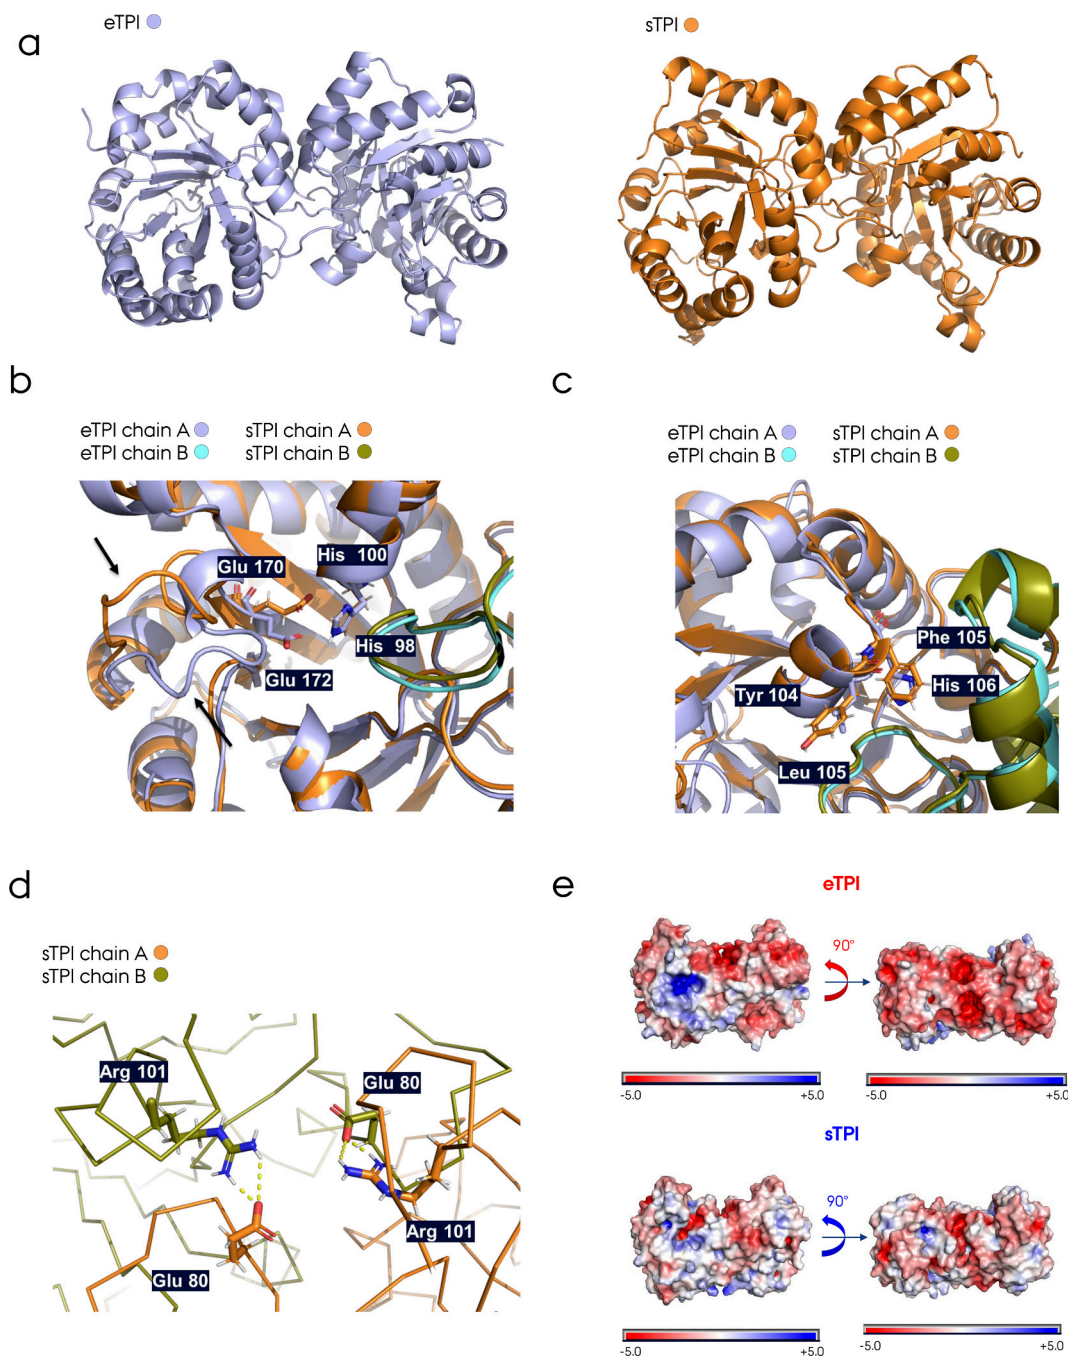 a
eTPI
sTPI
b
eTPI chain A
sTPI chain A
eTPI chain B
sTPI chain B
His 100
Glu 170
His 98
Glu 172
c
eTPI chain A
sTPI chain A
eTPI chain B
sTPI chain B
Phe 105
Tyr 104
His 106
Leu 105
d
sTPI chain A
sTPI chain B
Arg 101
Glu 80
Arg 101
Glu 80
e
eTPI
90°
-5.0
+5.0
-5.0
+5.0
sTPI
90°
-5.0
+5.0
-5.0
+5.0